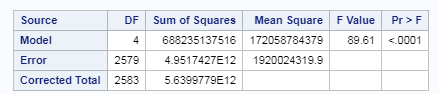 Source DF Sum of Squares Mean Square F Value Pr > F
Model 4 688235137516 172058784379 89.61 <.0001
Error 2579 4.9517427E12 1920024319.9
Corrected Total 2583 5.6399779E12